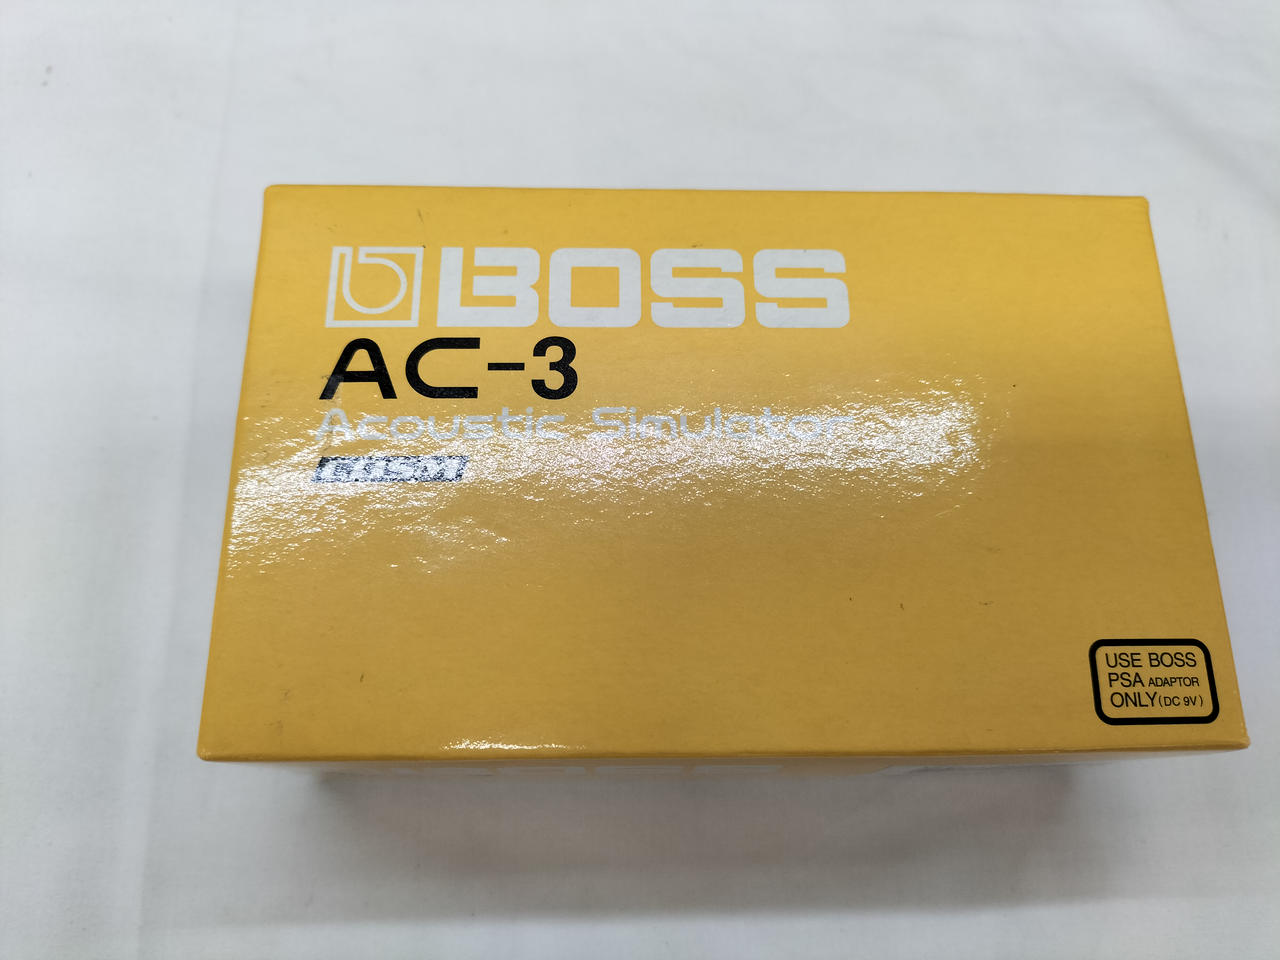 BOSS
AC-3
Acoustic Simulator
COSM
USE BOSS
PSA ADAPTOR
ONLY(DC 9V)